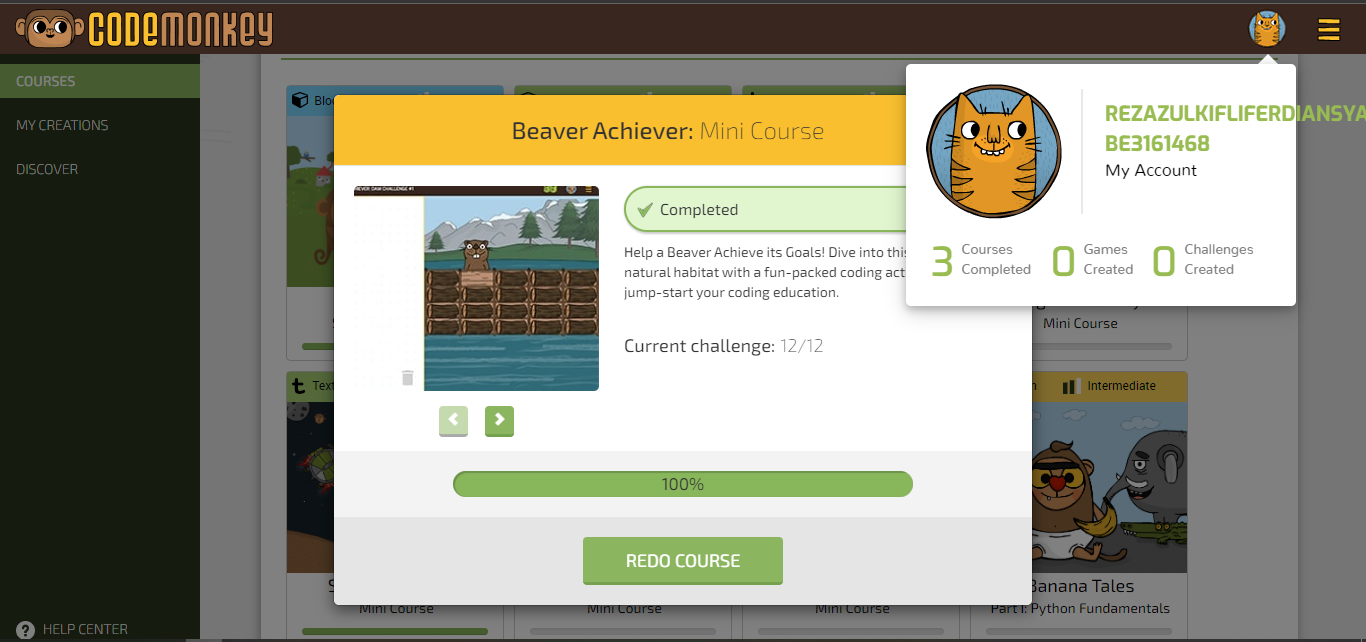 CODEMONKEY
COURSES
MY CREATIONS
DISCOVER
HELP CENTER
Beaver Achiever: Mini Course
Completed
Help a Beaver Achieve its Goals! Dive into this
natural habitat with a fun-packed coding act
jump-start your coding education.
Current challenge: 12/12
100%
REDO COURSE
REZAZULKIFLIFERDIANSYA
BE3161468
My Account
3 Courses Completed
0 Games Created
0 Challenges Created
Mini Course
Intermediate
Banana Tales
Part I: Python Fundamentals
Mini Course
Mini Course
Mini Course